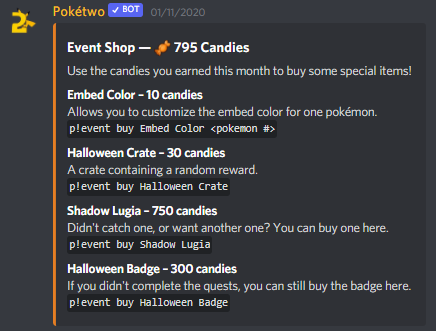 Pokétwo ✓ BOT 01/11/2020
Event Shop — 795 Candies
Use the candies you earned this month to buy some special items!
Embed Color – 10 candies
Allows you to customize the embed color for one pokémon.
p!event buy Embed Color <pokemon #>
Halloween Crate – 30 candies
A crate containing a random reward.
p!event buy Halloween Crate
Shadow Lugia – 750 candies
Didn't catch one, or want another one? You can buy one here.
p!event buy Shadow Lugia
Halloween Badge – 300 candies
If you didn't complete the quests, you can still buy the badge here.
p!event buy Halloween Badge